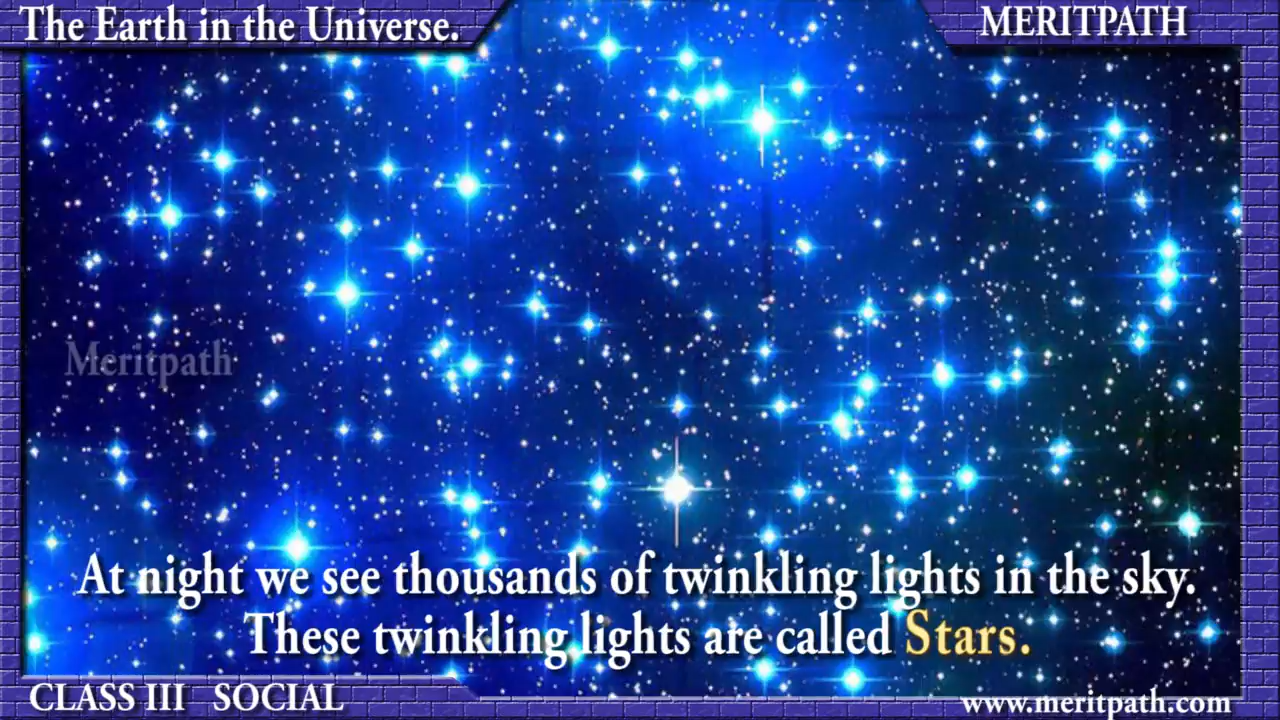 The Earth in the Universe.
MERITPATH
Meritpath
At night we see thousands of twinkling lights in the sky.
These twinkling lights are called Stars.
CLASS III SOCIAL
www.meritpath.com